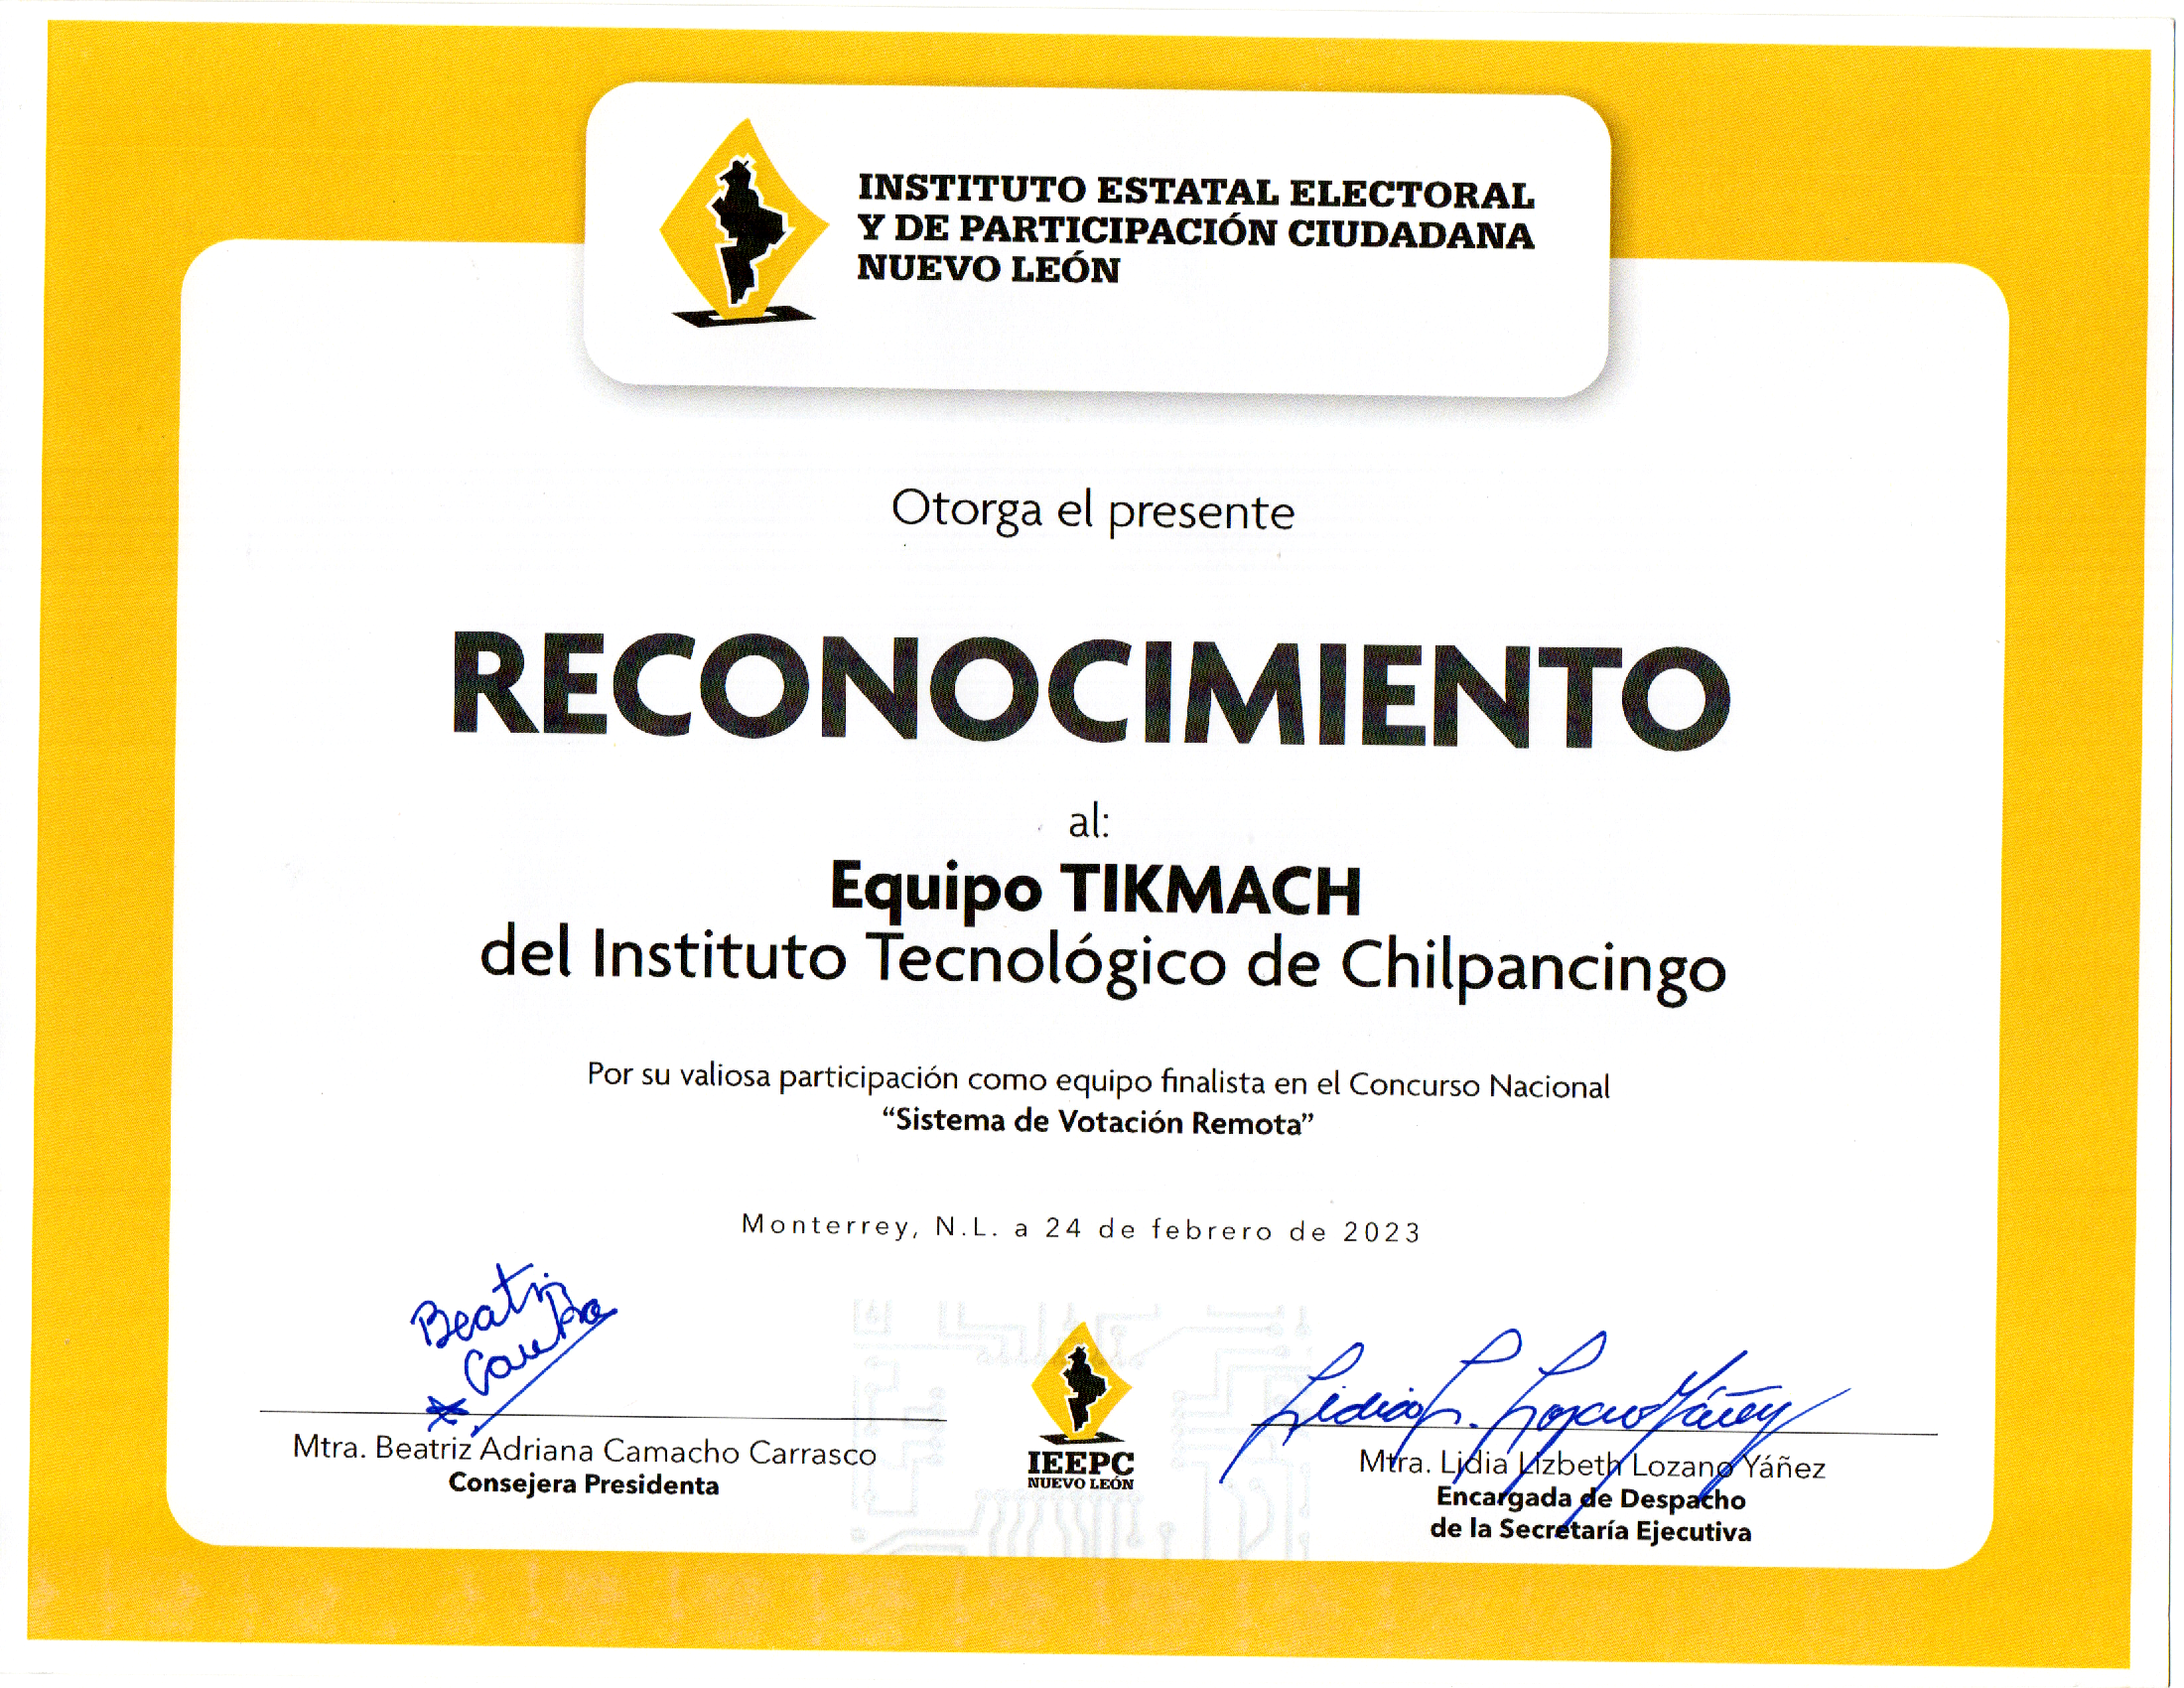 INSTITUTO ESTATAL ELECTORAL
Y DE PARTICIPACIÓN CIUDADANA
NUEVO LEÓN
Otorga el presente
RECONOCIMIENTO
al:
Equipo TIKMACH
del Instituto Tecnológico de Chilpancingo
Por su valiosa participación como equipo finalista en el Concurso Nacional
“Sistema de Votación Remota”
Monterrey, N.L. a 24 de febrero de 2023
Beatriz
Mtra. Beatriz Adriana Camacho Carrasco
Consejera Presidenta
IEEPC
NUEVO LEÓN
Lidia L. Lozano Yáñez
Mtra. Lidia Lizbeth Lozano Yáñez
Encargada de Despacho
de la Secretaría Ejecutiva